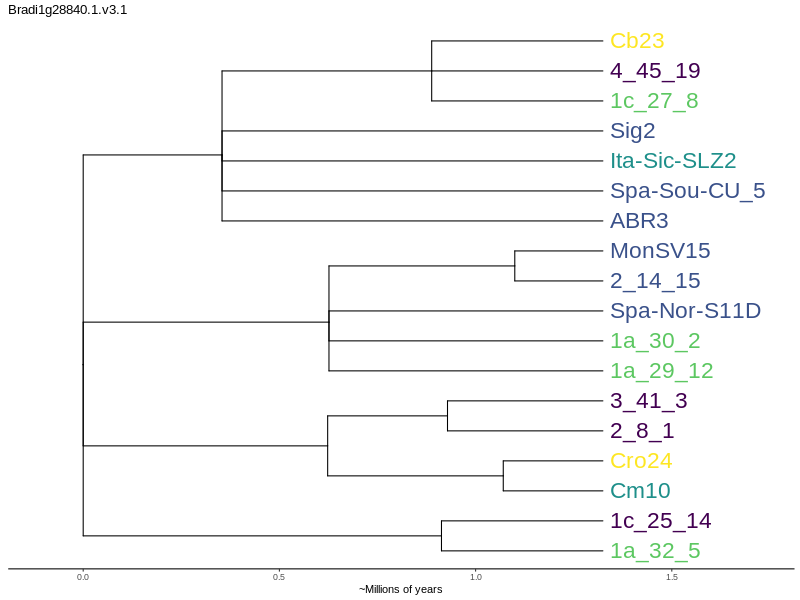 Bradi1g28840.1.v3.1
Cb23
4_45_19
1c_27_8
Sig2
Ita-Sic-SLZ2
Spa-Sou-CU_5
ABR3
MonSV15
2_14_15
Spa-Nor-S11D
1a_30_2
1a_29_12
3_41_3
2_8_1
Cro24
Cm10
1c_25_14
1a_32_5
0.0 0.5 1.0 1.5
~Millions of years